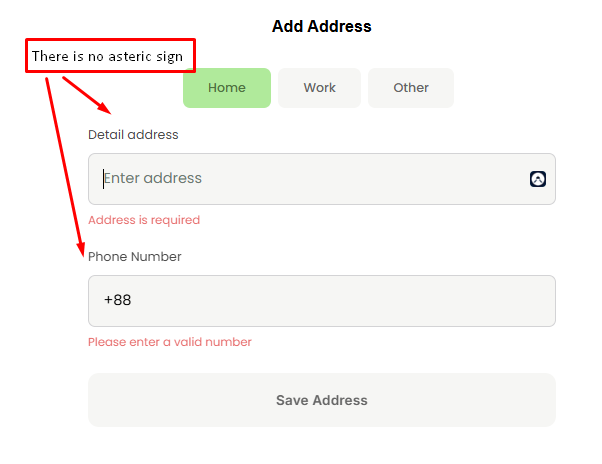 Add Address
There is no asteric sign
Home Work Other
Detail address
Enter address
Address is required
Phone Number
+88
Please enter a valid number
Save Address